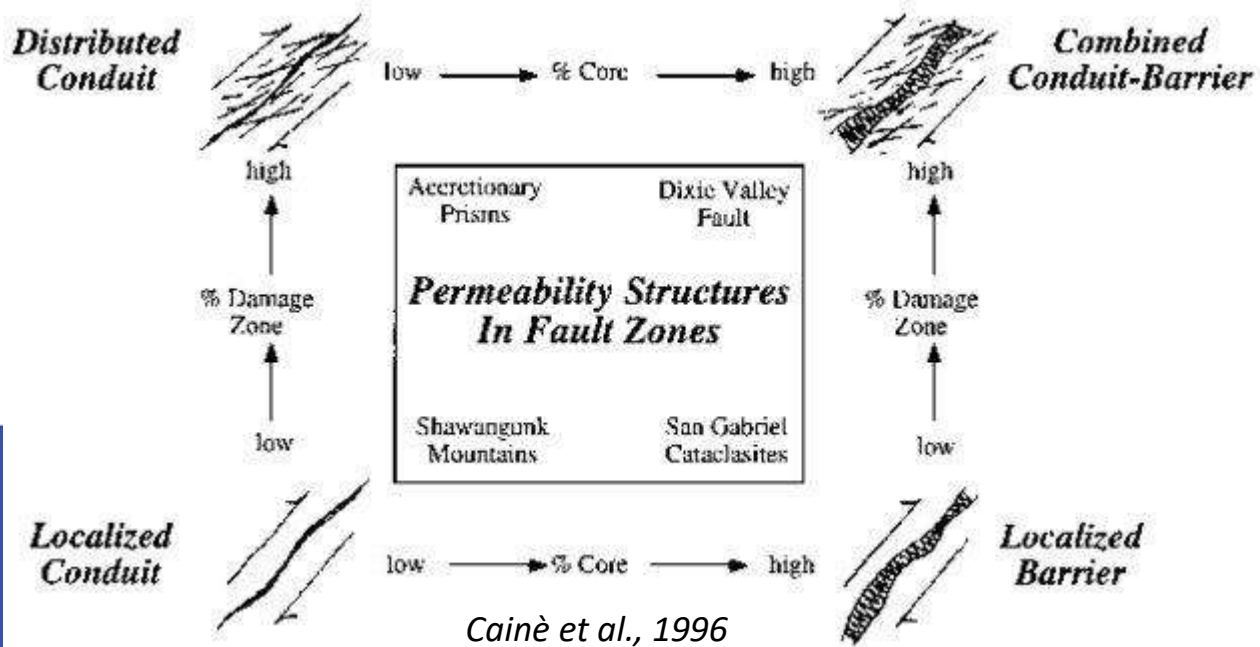 Distributed
Conduit
low
% Core
high
Combined
Conduit-Barrier
high
% Damage
Zone
low
Accretionary
Prisms
Dixie Valley
Fault
Permeability Structures
In Fault Zones
Shawangunk
Mountains
San Gabriel
Cataclasites
high
% Damage
Zone
low
Localized
Conduit
low
% Core
high
Localized
Barrier
Cainè et al., 1996